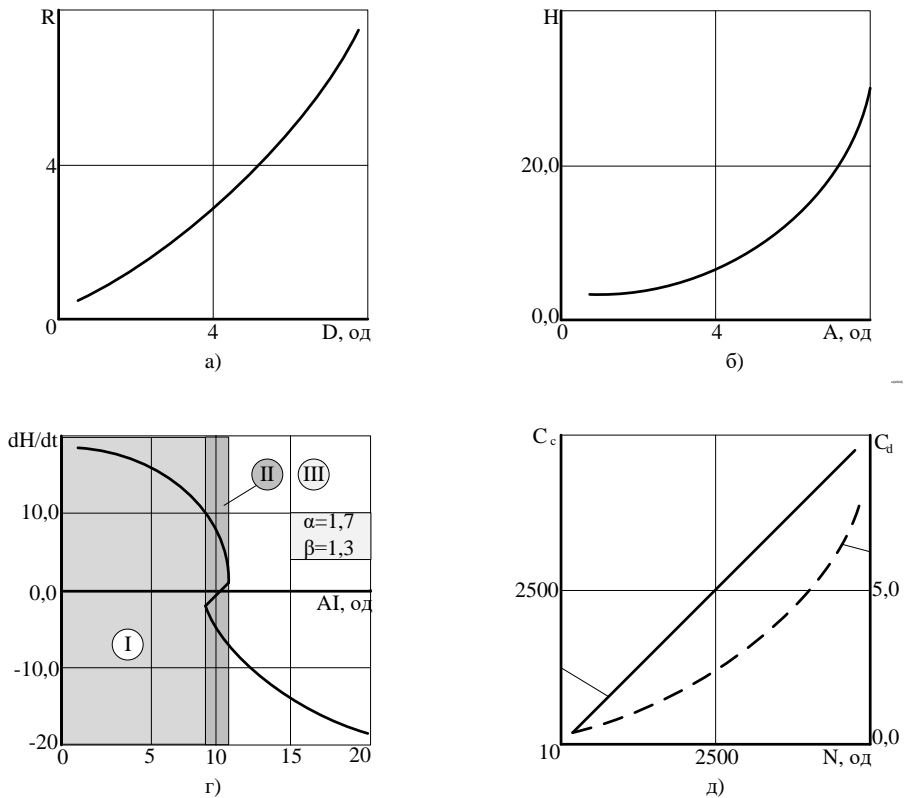 R
4
0
4
D, од
а)
H
20,0
0,0
0
4
A, од
б)
dH/dt
10,0
0,0
-10,0
-20
0
5
10
15
20
AI, од
I
II
III
α=1,7
β=1,3
г)
C c
2500
10
2500
N, од
C d
5,0
0,0
д)